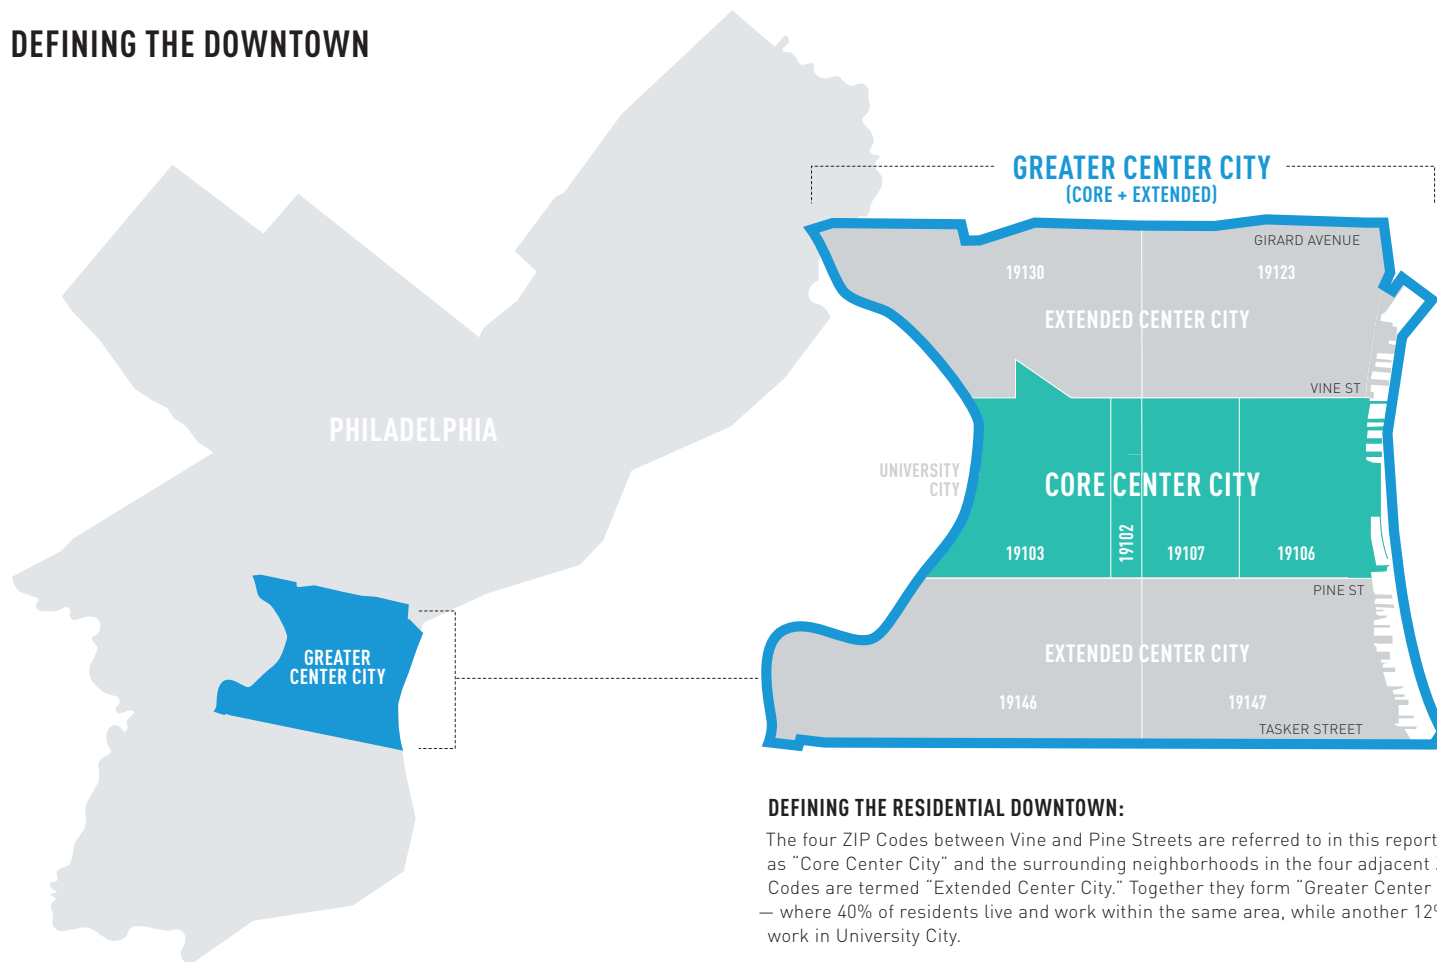 DEFINING THE DOWNTOWN
GREATER CENTER CITY
(CORE + EXTENDED)
GIRARD AVENUE
19130
19123
EXTENDED CENTER CITY
VINE ST
PHILADELPHIA
UNIVERSITY
CITY
CORE CENTER CITY
19103
19102
19107
19106
PINE ST
GREATER
CENTER CITY
EXTENDED CENTER CITY
19146
19147
TASKER STREET
DEFINING THE RESIDENTIAL DOWNTOWN:
The four ZIP Codes between Vine and Pine Streets are referred to in this report
as “Core Center City” and the surrounding neighborhoods in the four adjacent
Codes are termed “Extended Center City.” Together they form “Greater Center
— where 40% of residents live and work within the same area, while another 12%
work in University City.